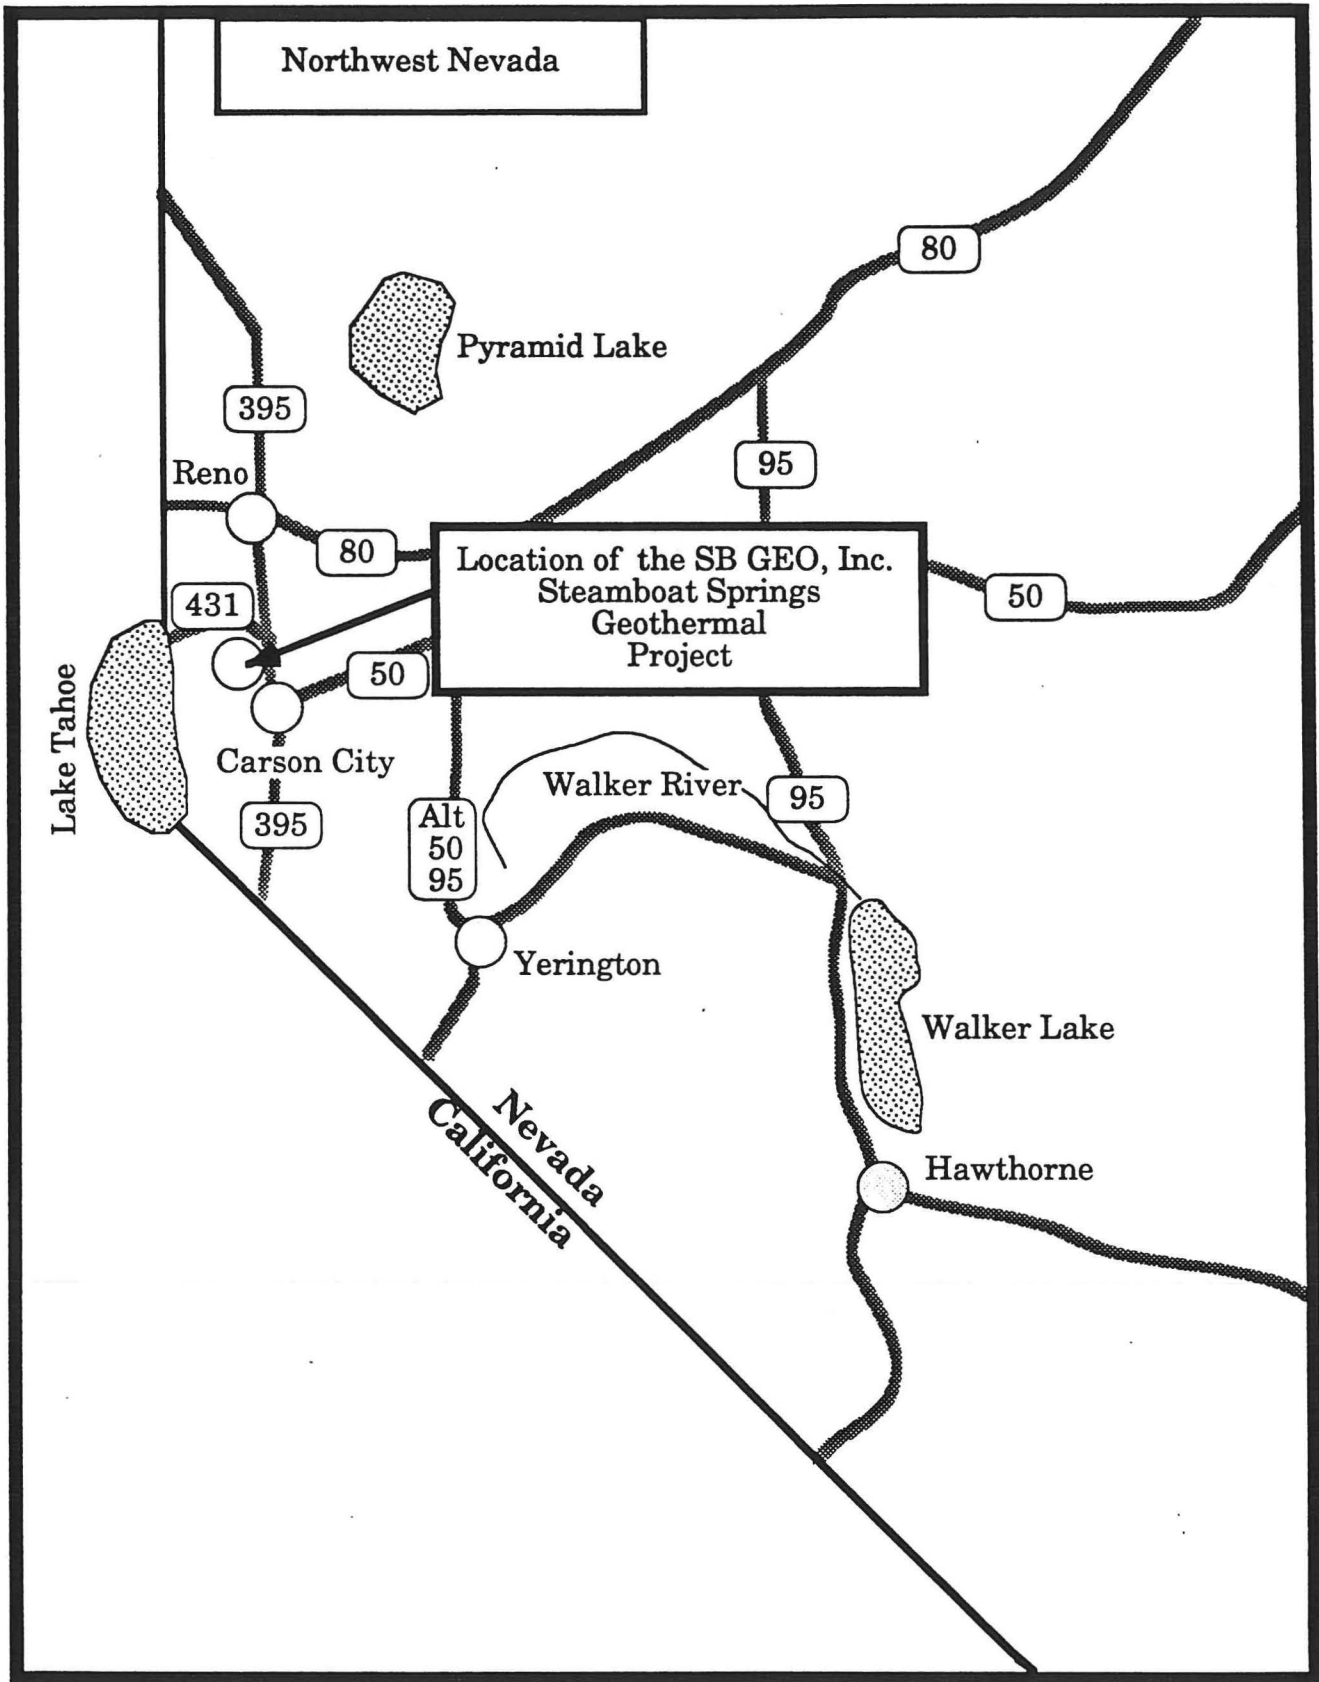 Northwest Nevada
80
Pyramid Lake
395
95
Reno
80
Location of the SB GEO, Inc.
Steamboat Springs
Geothermal
Project
50
431
50
Lake Tahoe
Carson City
Walker River
95
395
Alt
50
95
Yerington
Walker Lake
Nevada
California
Hawthorne